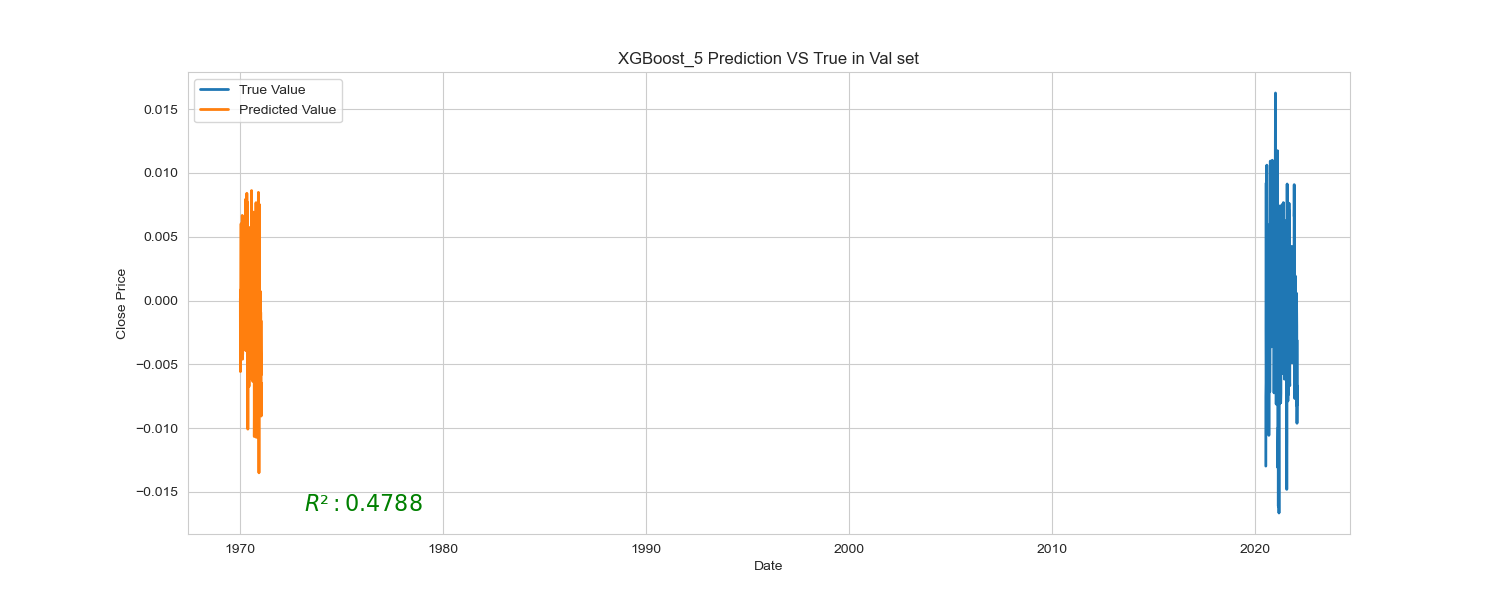 XGBoost_5 Prediction VS True in Val set
True Value
Predicted Value
0.015
0.010
0.005
0.000
−0.005
−0.010
−0.015
Close Price
R² : 0.4788
1970 1980 1990 2000 2010 2020
Date